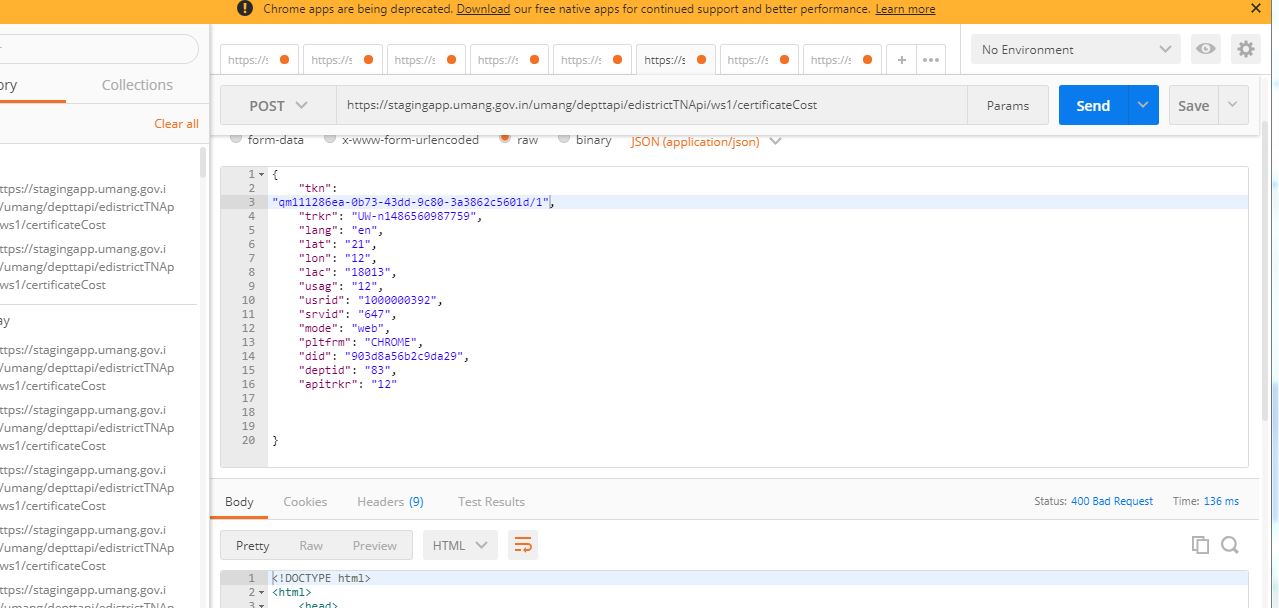 Chrome apps are being deprecated. Download our free native apps for continued support and better performance. Learn more
https://s https://s https://s https://s https://s https://s https://s https://s + •••
No Environment
ory Collections
Clear all
POST https://stagingapp.umang.gov.in/umang/depttapi/edistrictTNApi/ws1/certificateCost Params Send Save
form-data x-www-form-urlencoded raw binary JSON (application/json)
ttps://stagingapp.umang.gov.i
/umang/depttapi/edistrictTNAp
ws1/certificateCost
ttps://stagingapp.umang.gov.i
/umang/depttapi/edistrictTNAp
ws1/certificateCost
ay
ttps://stagingapp.umang.gov.i
/umang/depttapi/edistrictTNAp
ws1/certificateCost
ttps://stagingapp.umang.gov.i
/umang/depttapi/edistrictTNAp
ws1/certificateCost
ttps://stagingapp.umang.gov.i
/umang/depttapi/edistrictTNAp
ws1/certificateCost
ttps://stagingapp.umang.gov.i
/umang/depttapi/edistrictTNAp
ws1/certificateCost
ttps://stagingapp.umang.gov.i
/umang/depttapi/edistrictTNAp
1 {
2 "tkn":
3 "qm111286ea-0b73-43dd-9c80-3a3862c5601d/1",
4 "trkr": "UW-n1486560987759",
5 "lang": "en",
6 "lat": "21",
7 "lon": "12",
8 "lac": "18013",
9 "usag": "12",
10 "usrid": "1000000392",
11 "srvid": "647",
12 "mode": "web",
13 "pltfrm": "CHROME",
14 "did": "903d8a56b2c9da29",
15 "deptid": "83",
16 "apitrkr": "12"
17
18
19
20 }
Body Cookies Headers (9) Test Results Status: 400 Bad Request Time: 136 ms
Pretty Raw Preview HTML
1 <!DOCTYPE html>
2 <html>
3 <head>